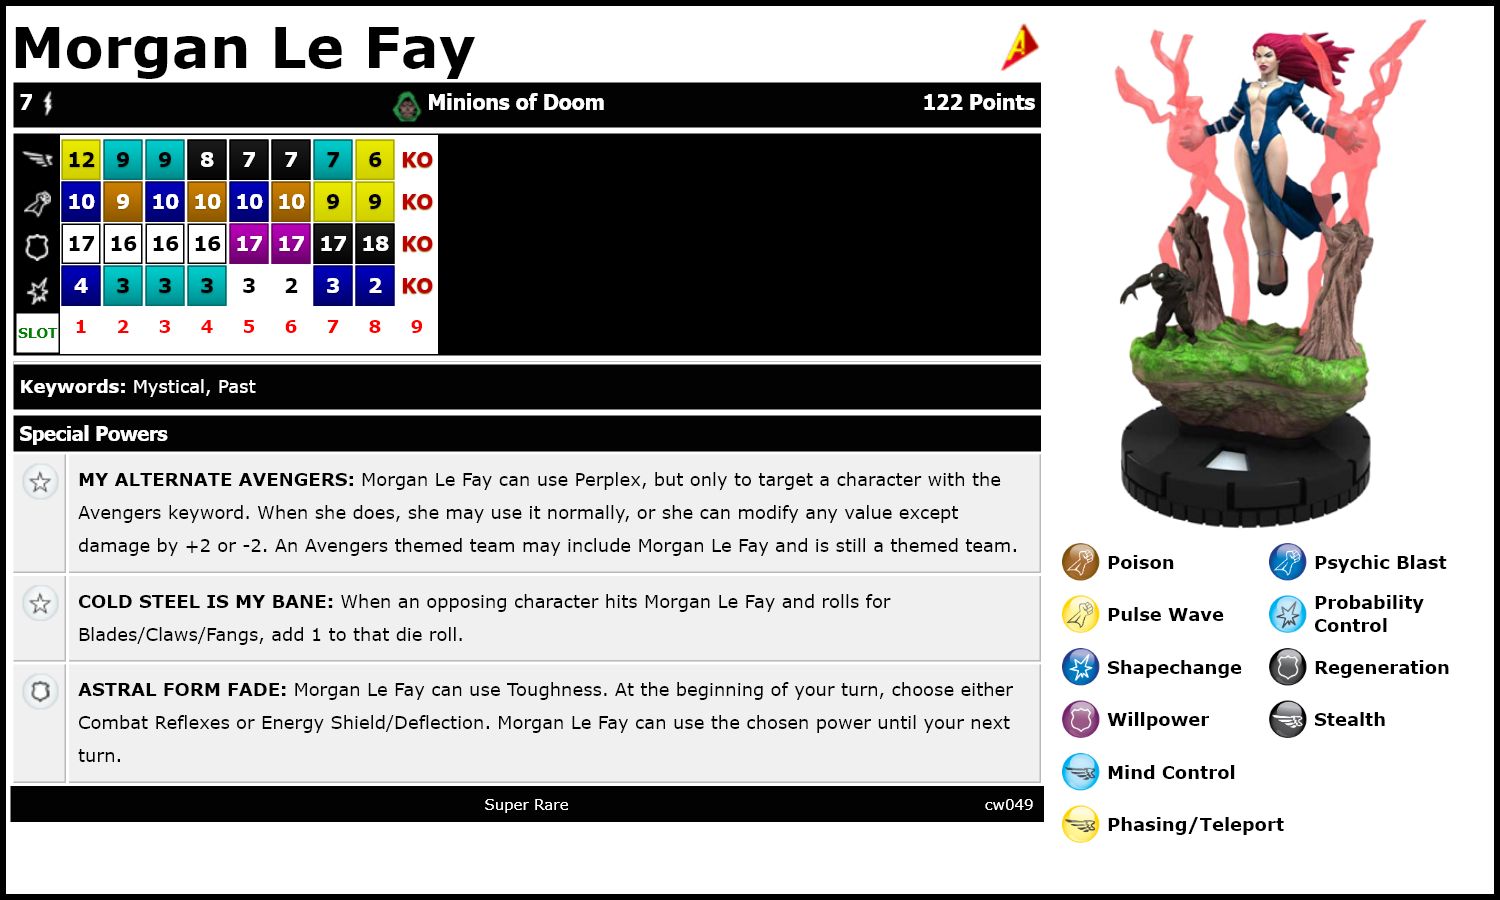 Morgan Le Fay
A
7 Minions of Doom 122 Points
12 9 9 8 7 7 7 6 KO
10 9 10 10 10 10 9 9 KO
17 16 16 16 17 17 17 18 KO
4 3 3 3 3 2 3 2 KO
SLOT 1 2 3 4 5 6 7 8 9
Keywords: Mystical, Past
Special Powers
MY ALTERNATE AVENGERS: Morgan Le Fay can use Perplex, but only to target a character with the
Avengers keyword. When she does, she may use it normally, or she can modify any value except
damage by +2 or -2. An Avengers themed team may include Morgan Le Fay and is still a themed team.
COLD STEEL IS MY BANE: When an opposing character hits Morgan Le Fay and rolls for
Blades/Claws/Fangs, add 1 to that die roll.
ASTRAL FORM FADE: Morgan Le Fay can use Toughness. At the beginning of your turn, choose either
Combat Reflexes or Energy Shield/Deflection. Morgan Le Fay can use the chosen power until your next
turn.
Super Rare cw049
Poison Psychic Blast
Pulse Wave Probability
Control
Shapechange Regeneration
Willpower Stealth
Mind Control
Phasing/Teleport